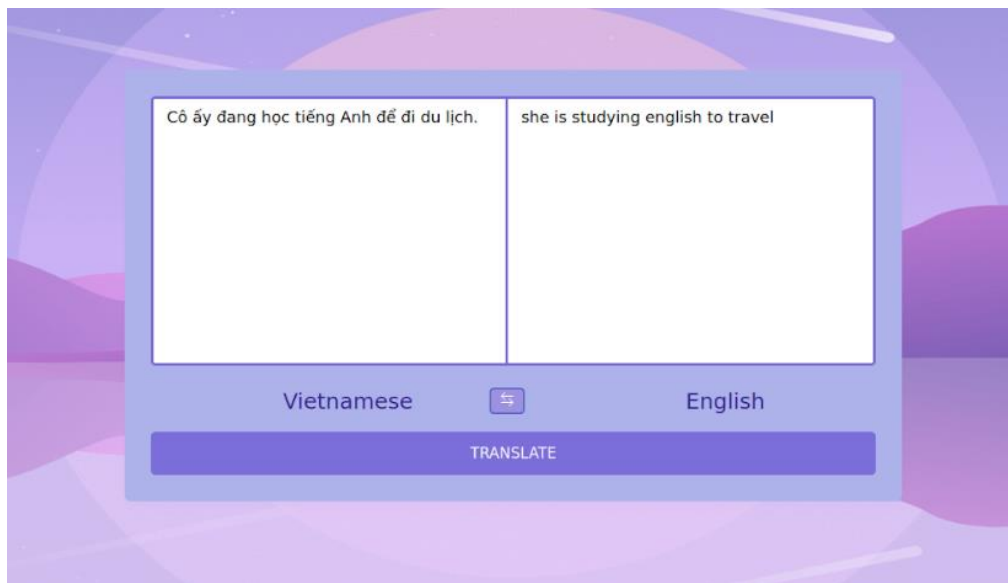 Cô ấy đang học tiếng Anh để đi du lịch.
she is studying english to travel
Vietnamese
English
TRANSLATE